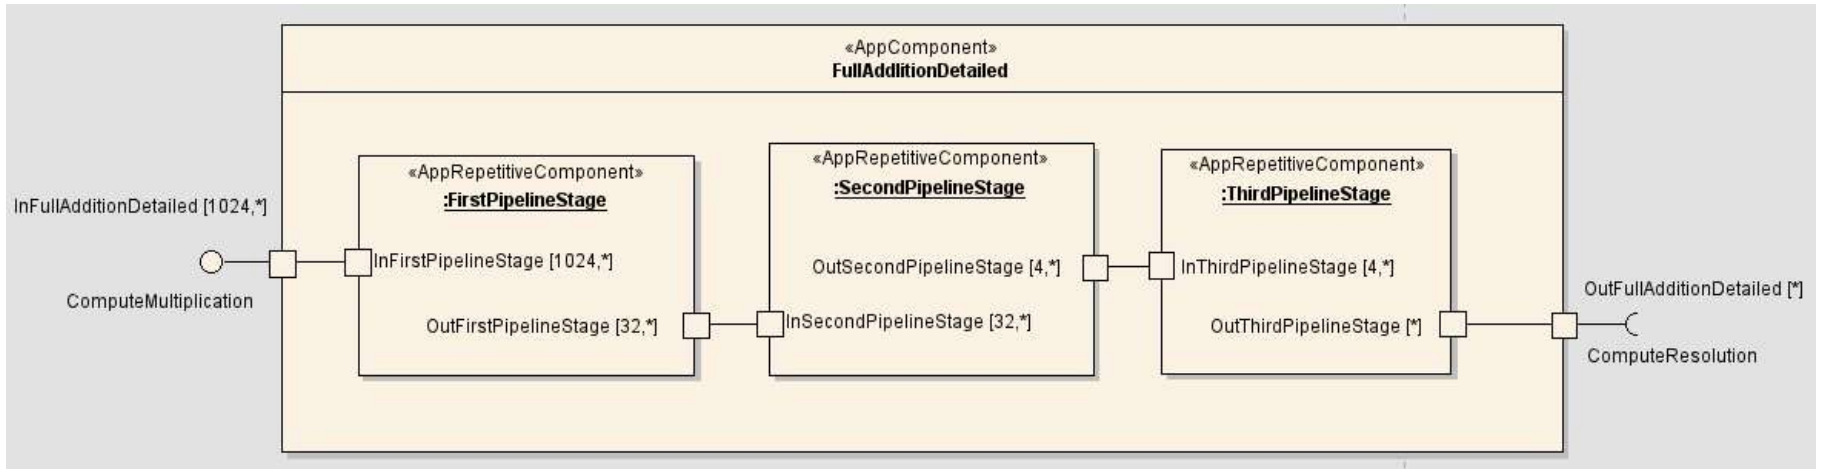 «AppComponent»
FullAddlitionDetailed
InFullAdditionDetailed [1024,*]
ComputeMultiplication
«AppRepetitiveComponent»
:FirstPipelineStage
InFirstPipelineStage [1024,*]
OutFirstPipelineStage [32,*]
«AppRepetitiveComponent»
:SecondPipelineStage
OutSecondPipelineStage [4,*]
InSecondPipelineStage [32,*]
«AppRepetitiveComponent»
:ThirdPipelineStage
InThirdPipelineStage [4,*]
OutThirdPipelineStage [*]
OutFullAdditionDetailed [*]
ComputeResolution